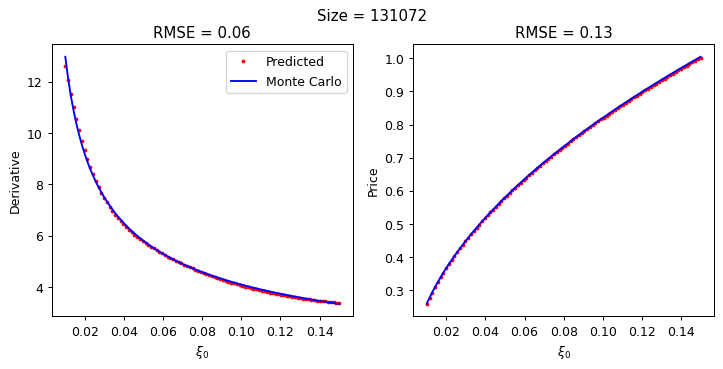 Size = 131072
RMSE = 0.06
Derivative
12
10
8
6
4
Predicted
Monte Carlo
0.02 0.04 0.06 0.08 0.10 0.12 0.14
ξ₀
RMSE = 0.13
Price
1.0
0.9
0.8
0.7
0.6
0.5
0.4
0.3
0.02 0.04 0.06 0.08 0.10 0.12 0.14
ξ₀